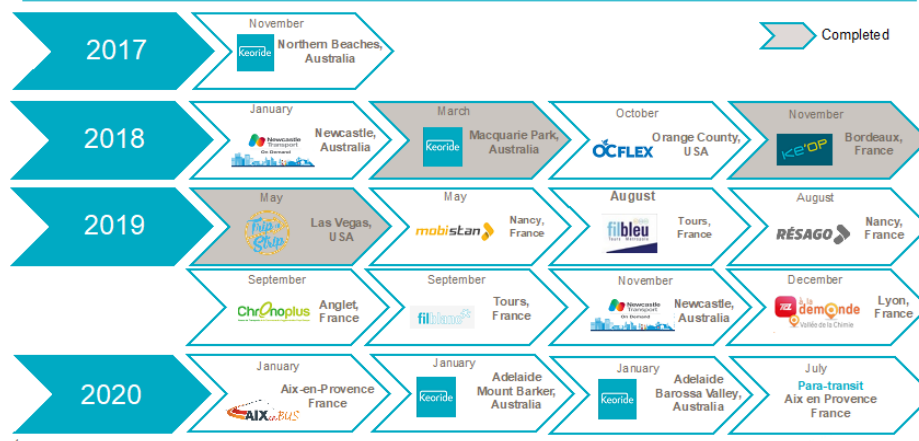 2017
November
Keoride
Northern Beaches,
Australia
Completed
2018
January
Newcastle
Transport
On Demand
Newcastle,
Australia
March
Keoride
Macquarie Park,
Australia
October
OCFLEX
Orange County,
USA
November
Ke'OP
Bordeaux,
France
2019
May
Trip to
Strip
Las Vegas,
USA
May
mobistan
Nancy,
France
August
filbleu
Tours,
France
August
RÉSAGO
Nancy,
France
September
Chronoplus
Anglet,
France
September
filblanc
Tours,
France
November
Newcastle
Transport
On Demand
Newcastle,
Australia
December
à la
demande
Vallée de la Chimie
Lyon,
France
2020
January
AIXenBUS
Aix-en-Provence
France
January
Keoride
Adelaide
Mount Barker,
Australia
January
Keoride
Adelaide
Barossa Valley,
Australia
July
Para-transit
Aix en Provence
France